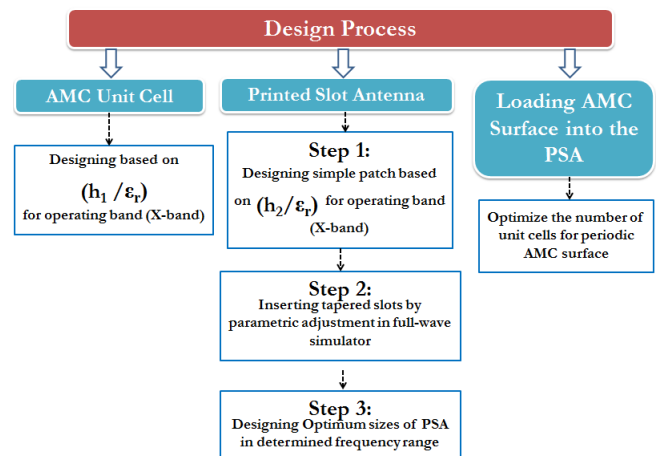 Design Process
AMC Unit Cell
Designing based on
(h₁ /εᵣ)
for operating band (X-band)
Printed Slot Antenna
Step 1:
Designing simple patch based
on (h₂/εᵣ) for operating band
(X-band)
Step 2:
Inserting tapered slots by
parametric adjustment in full-wave
simulator
Step 3:
Designing Optimum sizes of PSA
in determined frequency range
Loading AMC
Surface into the
PSA
Optimize the number of
unit cells for periodic
AMC surface